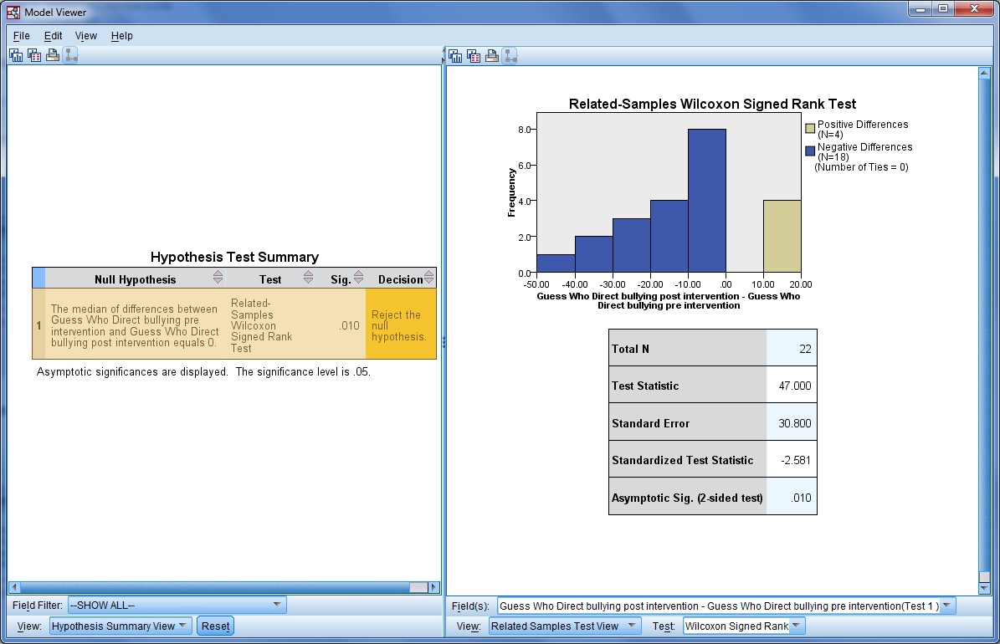 Model Viewer
File Edit View Help
Hypothesis Test Summary
Null Hypothesis Test Sig. Decision
1
The median of differences between
Guess Who Direct bullying pre
intervention and Guess Who Direct
bullying post intervention equals 0.
Related-
Samples
Wilcoxon
Signed Rank
Test
.010
Reject the
null
hypothesis.
Asymptotic significances are displayed. The significance level is .05.
Field Filter: --SHOW ALL--
View: Hypothesis Summary View Reset
Related-Samples Wilcoxon Signed Rank Test
Positive Differences
(N=4)
Negative Differences
(N=18)
(Number of Ties = 0)
Frequency
8.0
6.0
4.0
2.0
0.0
-50.00 -40.00 -30.00 -20.00 -10.00 .00 10.00 20.00
Guess Who Direct bullying post intervention - Guess Who
Direct bullying pre intervention
Total N 22
Test Statistic 47.000
Standard Error 30.800
Standardized Test Statistic -2.581
Asymptotic Sig. (2-sided test) .010
Field(s): Guess Who Direct bullying post intervention - Guess Who Direct bullying pre intervention(Test 1 )
View: Related Samples Test View Test: Wilcoxon Signed Rank